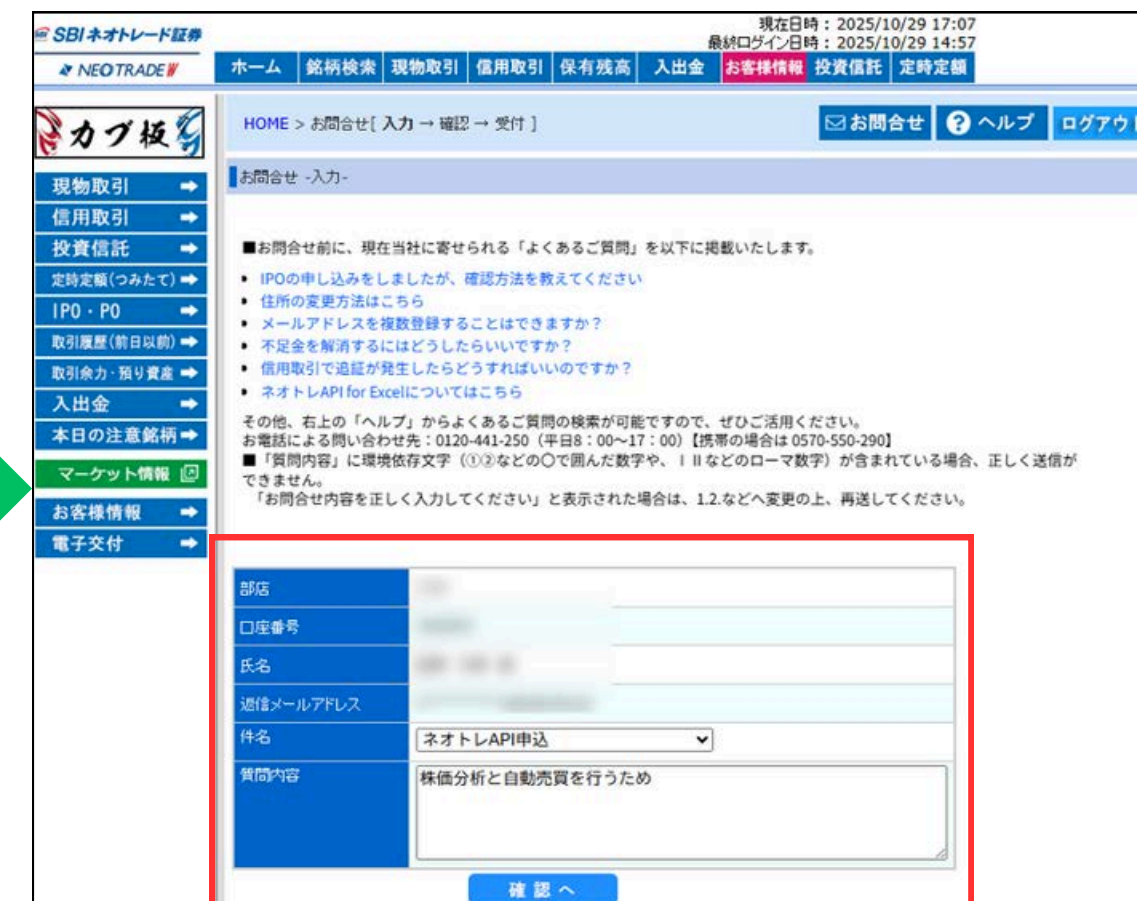 SBI ネオトレード証券
現在日時： 2025/10/29 17:07
最終ログイン日時： 2025/10/29 14:57
NEOTRADE W
ホーム 銘柄検索 現物取引 信用取引 保有残高 入出金 お客様情報 投資信託 定時定額
カブ板
HOME > お問合せ[ 入力 → 確認 → 受付 ]
お問合せ
ヘルプ
ログアウ
現物取引
信用取引
投資信託
定時定額(つみたて)
IPO・PO
取引履歴(前日以前)
取引余力・預り資産
入出金
本日の注意銘柄
マーケット情報
お客様情報
電子交付
お問合せ -入力-
■お問合せ前に、現在当社に寄せられる「よくあるご質問」を以下に掲載いたします。
• IPOの申し込みをしましたが、確認方法を教えてください
• 住所の変更方法はこちら
• メールアドレスを複数登録することはできますか？
• 不足金を解消するにはどうしたらいいですか？
• 信用取引で追証が発生したらどうすればいいのですか？
• ネオトレAPI for Excelについてはこちら
その他、右上の「ヘルプ」からよくあるご質問の検索が可能ですので、ぜひご活用ください。
お電話による問い合わせ先：0120-441-250（平日8：00～17：00）【携帯の場合は 0570-550-290】
■「質問内容」に環境依存文字（①②などの〇で囲んだ数字や、ⅠⅡなどのローマ数字）が含まれている場合、正しく送信が
できません。
「お問合せ内容を正しく入力してください」と表示された場合は、1.2.などへ変更の上、再送してください。
部店
口座番号
氏名
返信メールアドレス
件名 ネオトレAPI申込
質問内容 株価分析と自動売買を行うため
確認へ